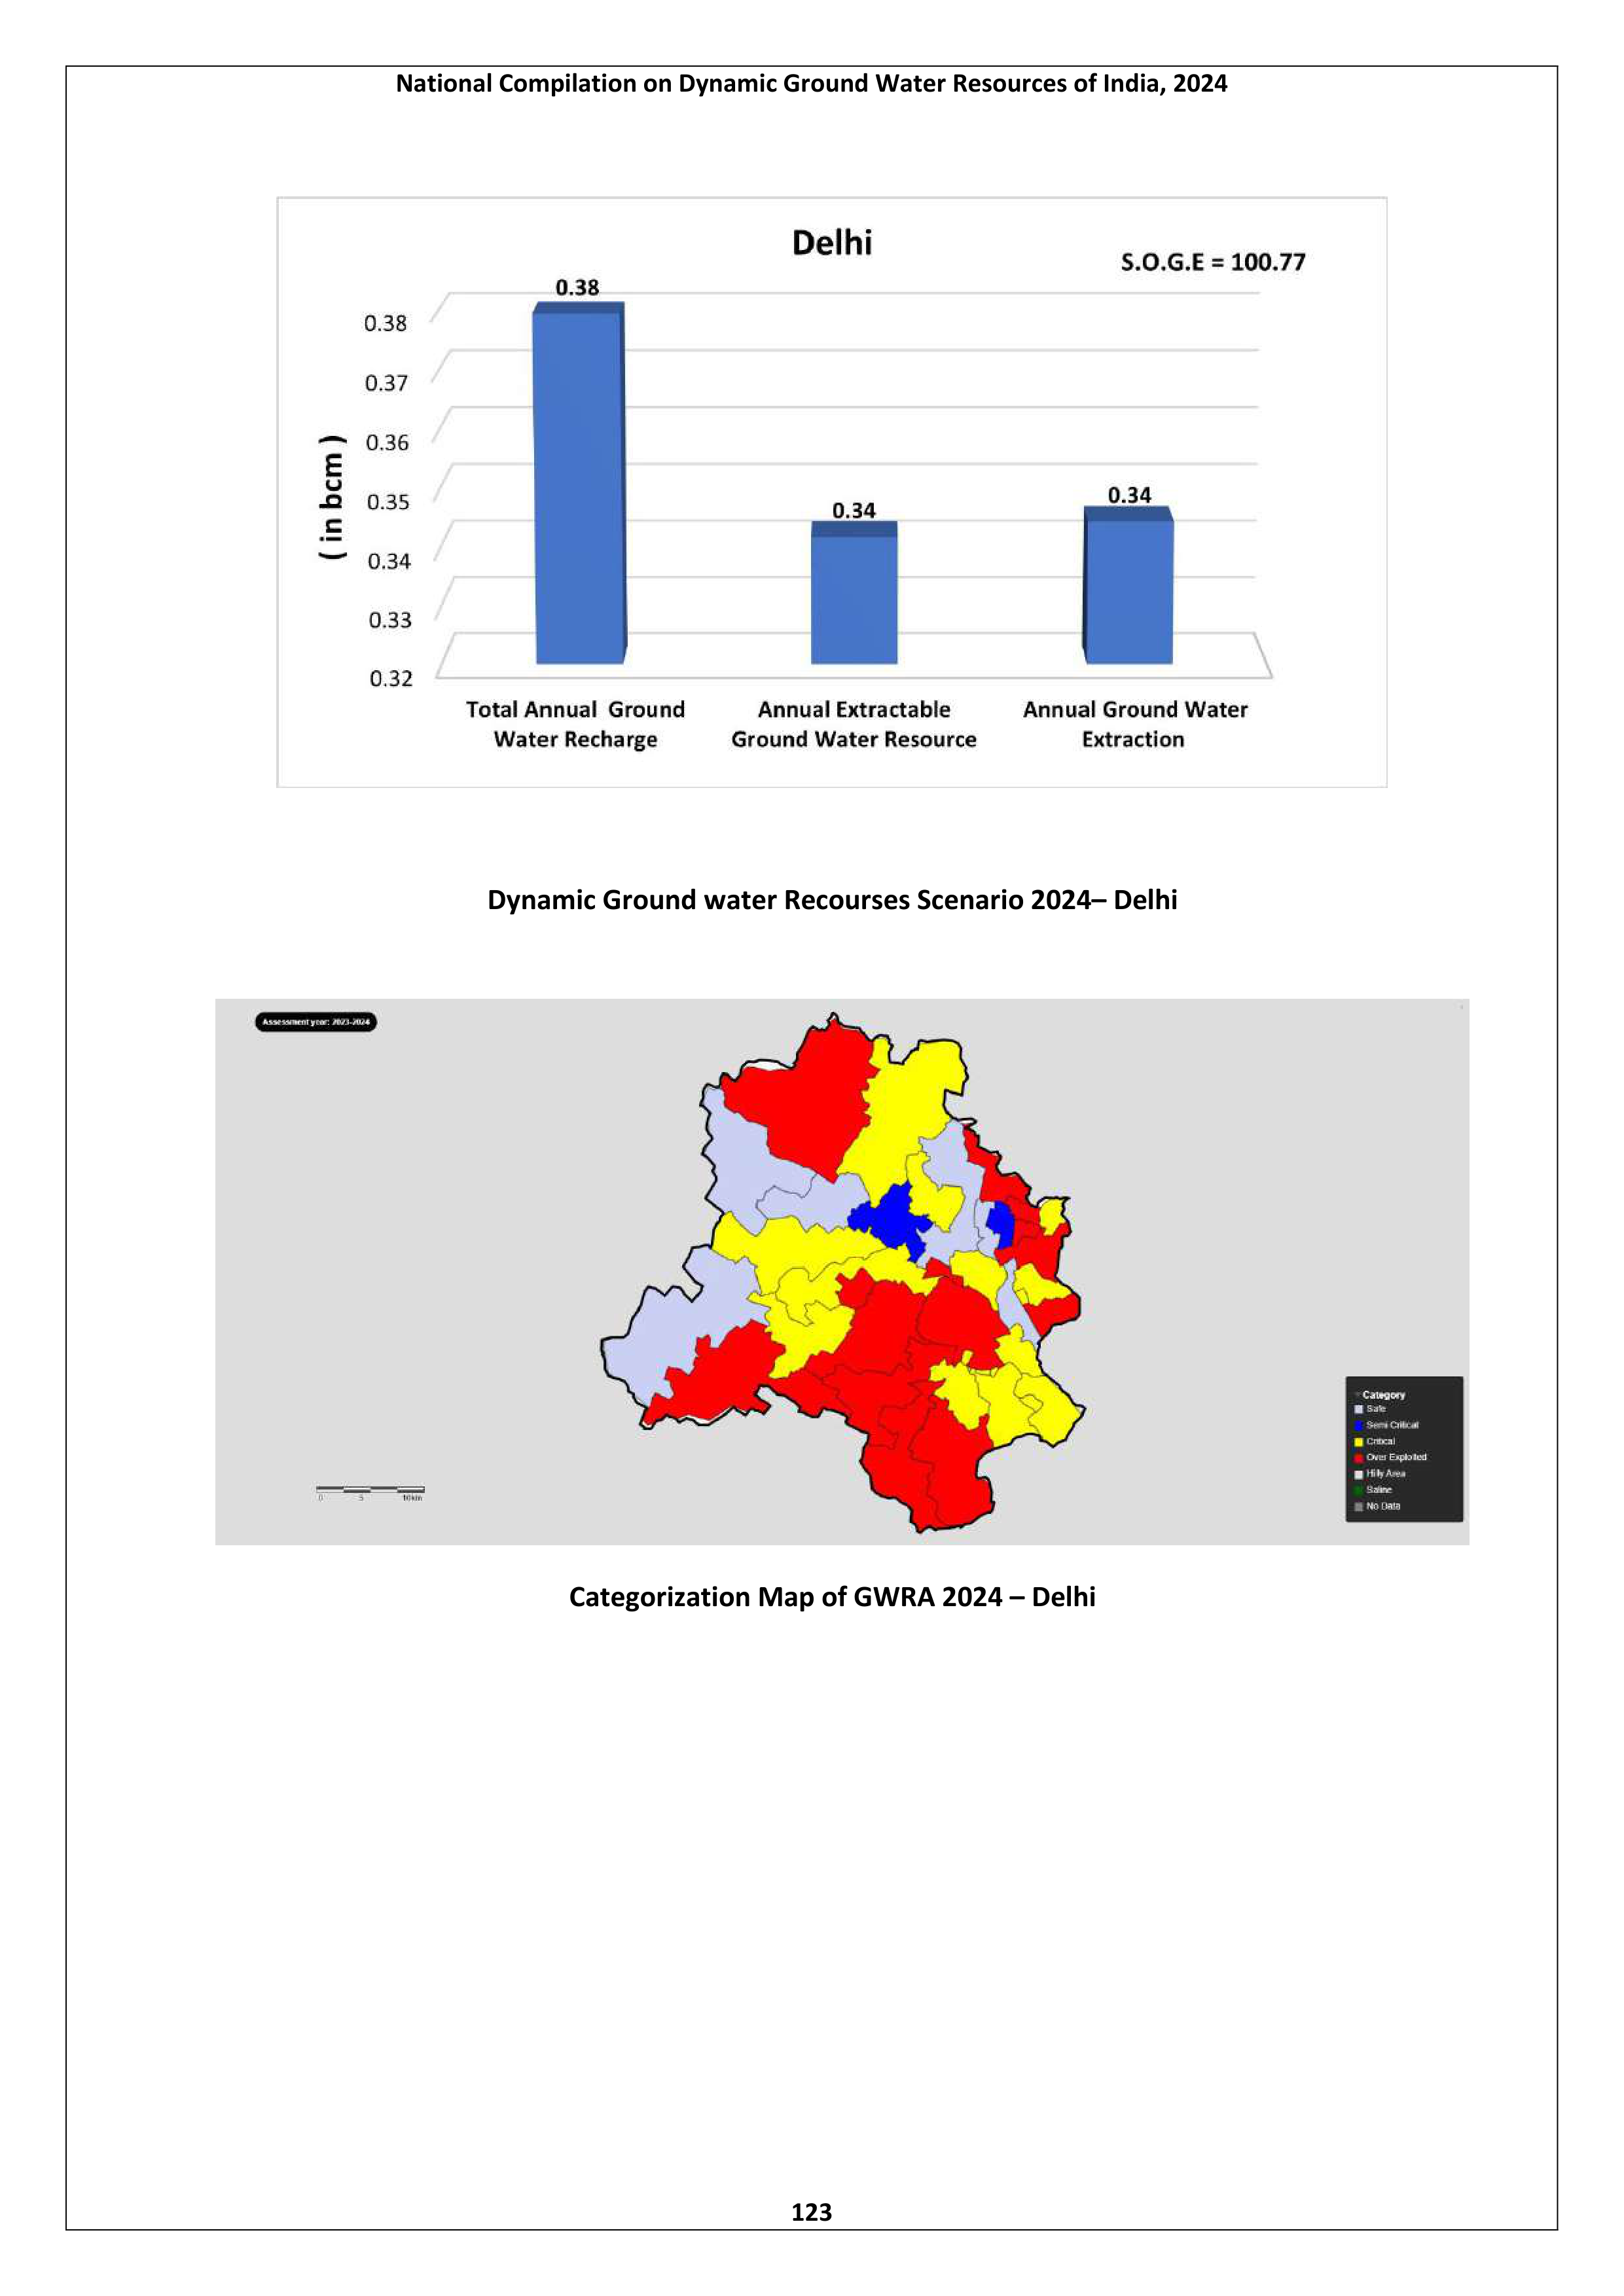 National Compilation on Dynamic Ground Water Resources of India, 2024
Delhi
S.O.G.E = 100.77
( in bcm )
0.38
0.37
0.36
0.35
0.34
0.33
0.32
0.38
0.34
0.34
Total Annual Ground
Water Recharge
Annual Extractable
Ground Water Resource
Annual Ground Water
Extraction
Dynamic Ground water Recourses Scenario 2024– Delhi
Assessment year: 2023-2024
Category
Safe
Semi Critical
Critical
Over Exploited
Hilly Area
Saline
No Data
0 5 10 km
Categorization Map of GWRA 2024 – Delhi
123